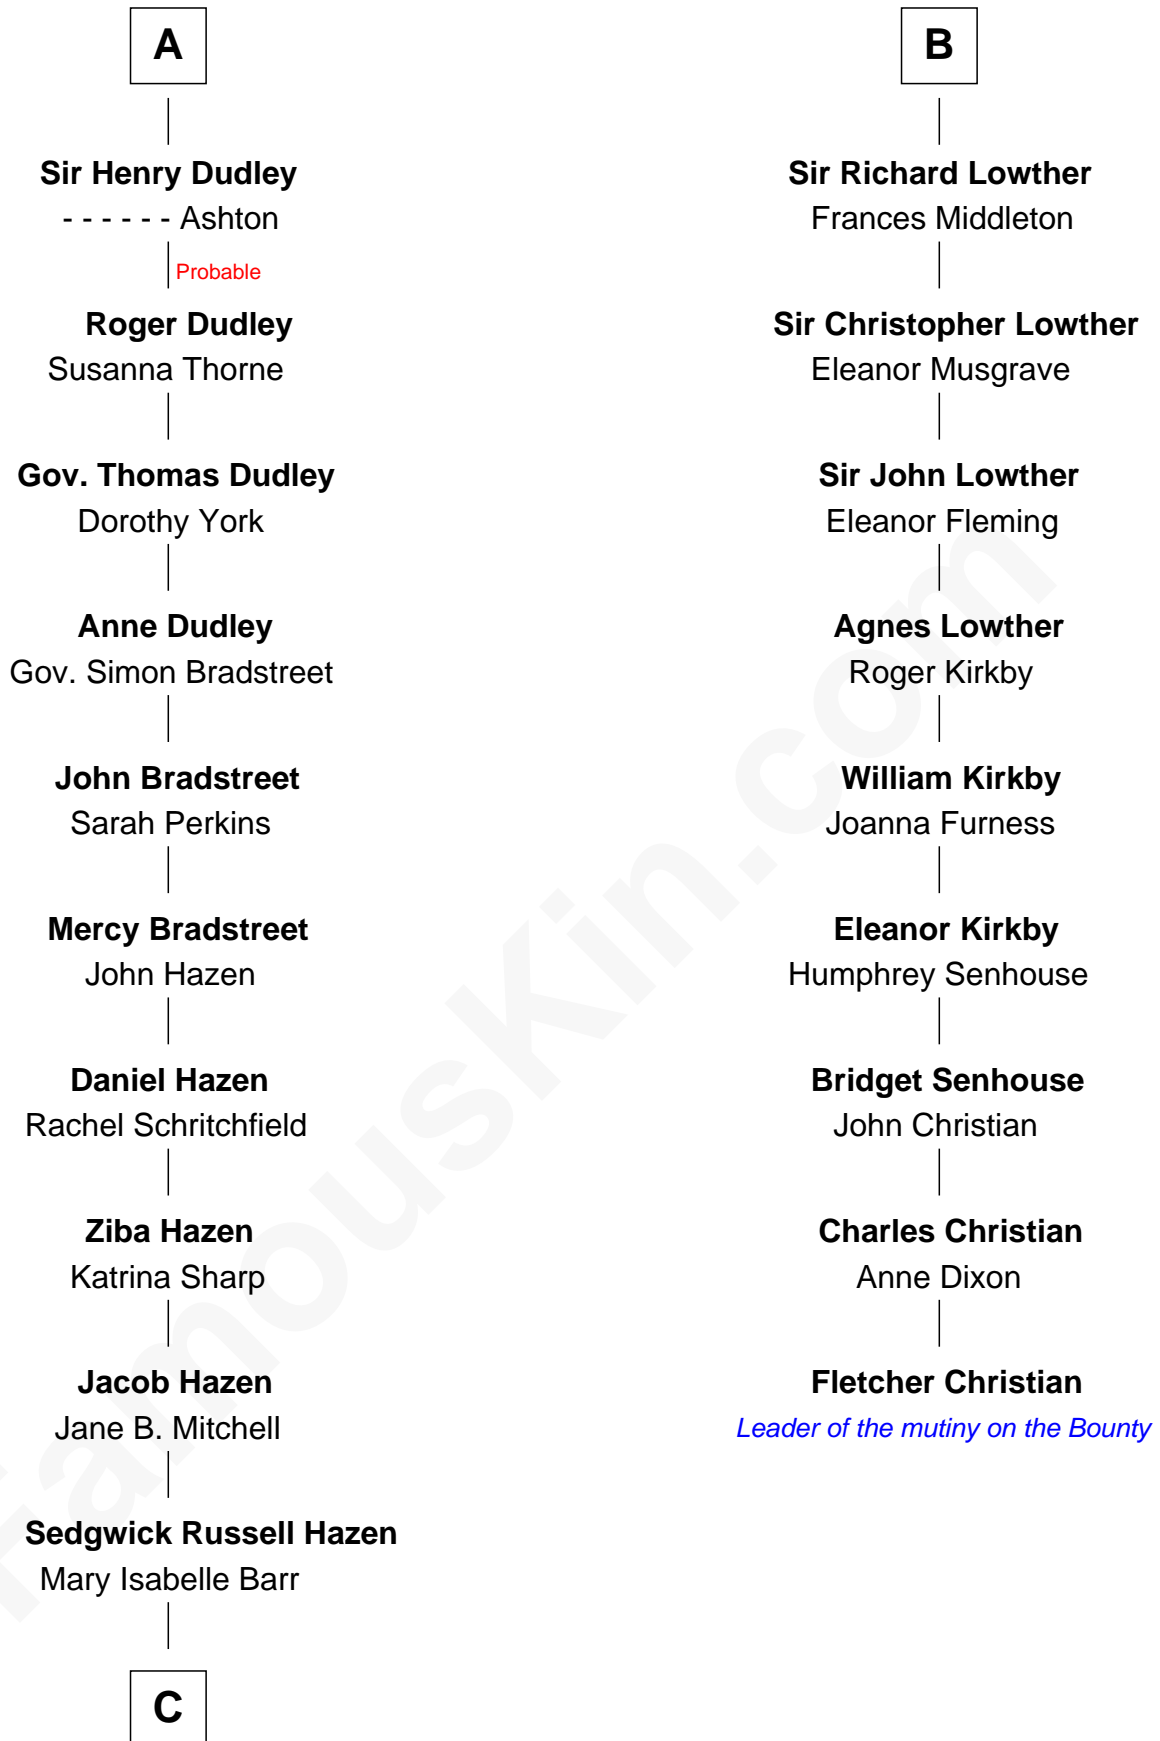 A
Sir Henry Dudley
- - - - - - Ashton
Probable
Roger Dudley
Susanna Thorne
Gov. Thomas Dudley
Dorothy York
Anne Dudley
Gov. Simon Bradstreet
John Bradstreet
Sarah Perkins
Mercy Bradstreet
John Hazen
Daniel Hazen
Rachel Schritchfield
Ziba Hazen
Katrina Sharp
Jacob Hazen
Jane B. Mitchell
Sedgwick Russell Hazen
Mary Isabelle Barr
C
B
Sir Richard Lowther
Frances Middleton
Sir Christopher Lowther
Eleanor Musgrave
Sir John Lowther
Eleanor Fleming
Agnes Lowther
Roger Kirkby
William Kirkby
Joanna Furness
Eleanor Kirkby
Humphrey Senhouse
Bridget Senhouse
John Christian
Charles Christian
Anne Dixon
Fletcher Christian
Leader of the mutiny on the Bounty
FamousKin.com